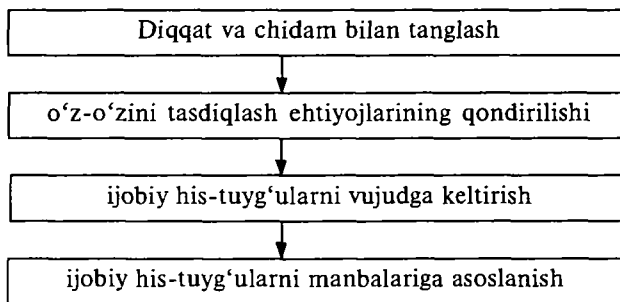 Diqqat va chidam bilan tanglash
o‘z-o‘zini tasdiqlash ehtiyojlarining qondirilishi
ijobiy his-tuyg‘ularni vujudga keltirish
ijobiy his-tuyg‘ularni manbalariga asoslanish